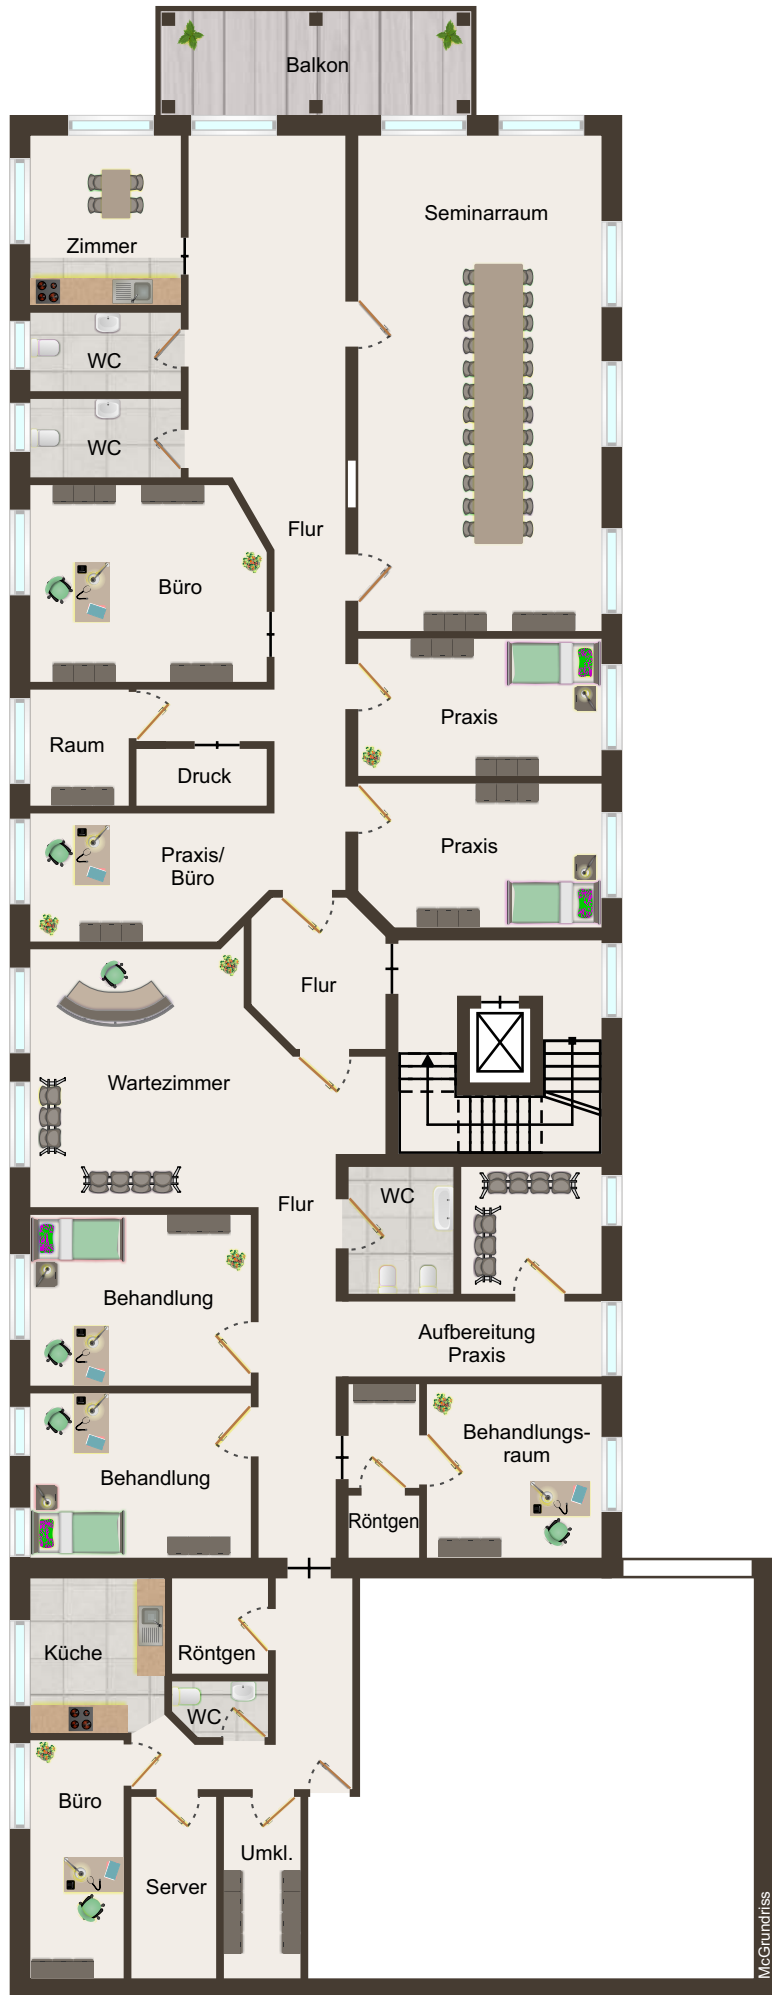 Balkon
Zimmer
Seminarraum
WC
WC
Flur
Büro
Raum
Druck
Praxis
Praxis/
Büro
Praxis
Flur
Wartezimmer
Flur
WC
Behandlung
Aufbereitung
Praxis
Behandlung
Behandlungs-
raum
Röntgen
Küche
Röntgen
WC
Büro
Umkl.
Server
McGrundriss